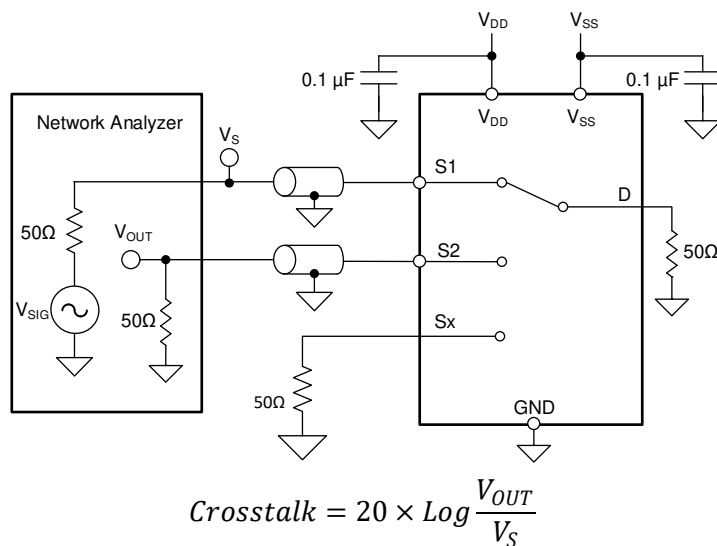 V_DD V_SS
0.1 µF 0.1 µF
Network Analyzer
V_DD V_SS
V_S
S1
D
50Ω
V_OUT
50Ω
S2
V_SIG
50Ω
Sx
50Ω
GND
Crosstalk = 20 × Log V_OUT / V_S